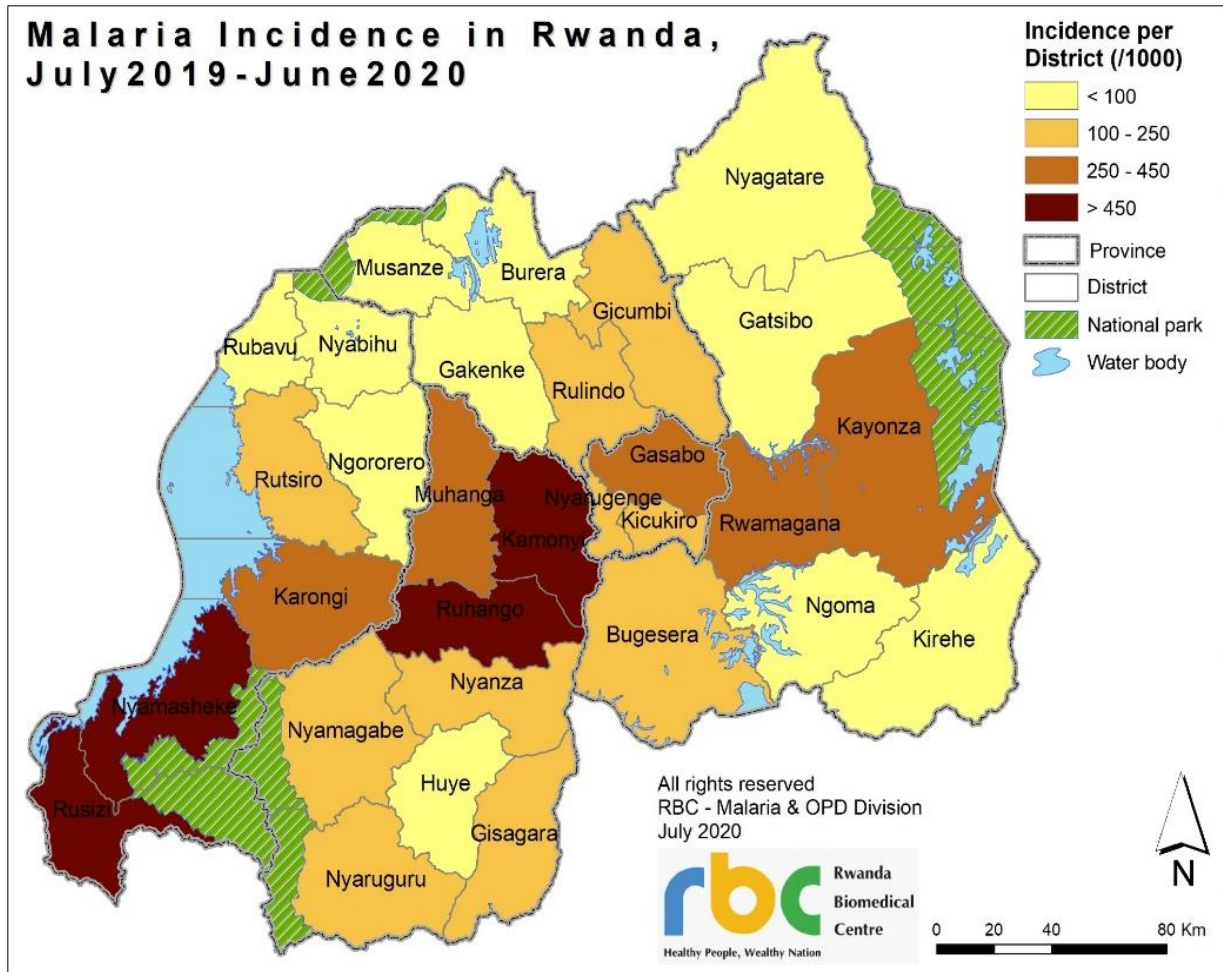 Malaria Incidence in Rwanda,
July2019-June2020
Incidence per
District (/1000)
< 100
100 - 250
250 - 450
> 450
Province
District
National park
Water body
Nyagatare
Musanze
Burera
Gicumbi
Gatsibo
Rubavu
Nyabihu
Gakenke
Rulindo
Kayonza
Rutsiro
Ngororero
Muhanga
Gasabo
Nyarugenge
Kicukiro
Rwamagana
Kamonyi
Karongi
Ruhango
Ngoma
Bugesera
Kirehe
Nyamasheke
Nyanza
Nyamagabe
Huye
Rusizi
Gisagara
Nyaruguru
All rights reserved
RBC - Malaria & OPD Division
July 2020
rbc
Rwanda
Biomedical
Centre
Healthy People, Wealthy Nation
N
0 20 40 80 Km